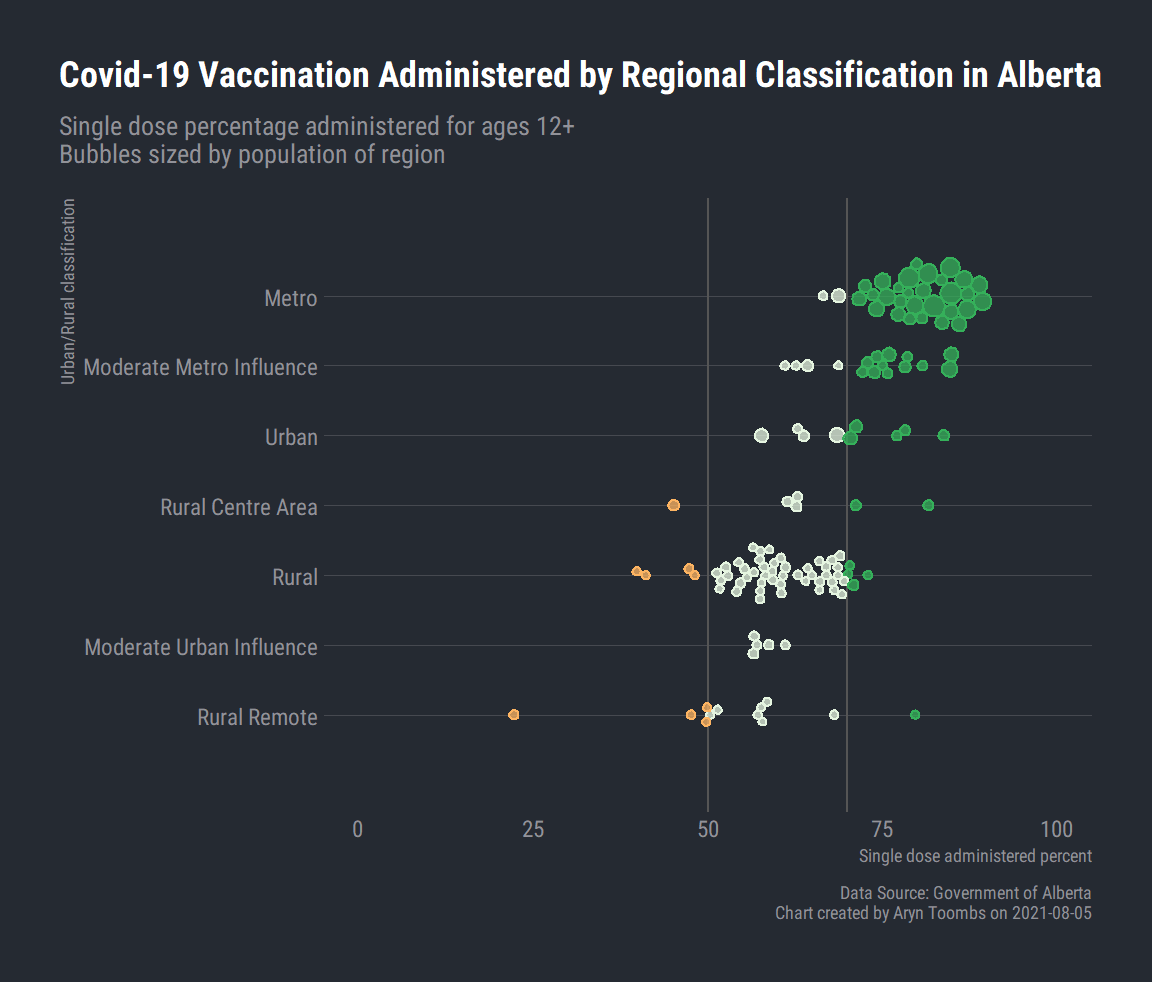 Covid-19 Vaccination Administered by Regional Classification in Alberta
Single dose percentage administered for ages 12+
Bubbles sized by population of region
Urban/Rural classification
Metro
Moderate Metro Influence
Urban
Rural Centre Area
Rural
Moderate Urban Influence
Rural Remote
0 25 50 75 100
Single dose administered percent
Data Source: Government of Alberta
Chart created by Aryn Toombs on 2021-08-05